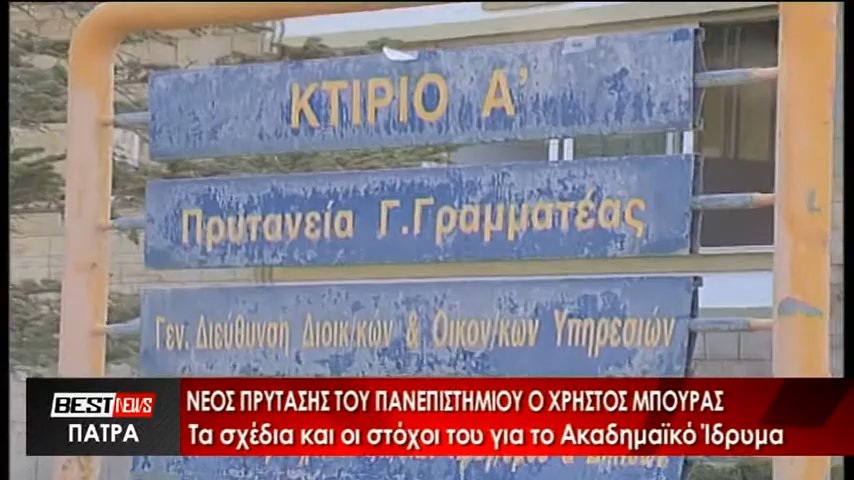 ΚΤΙΡΙΟ Α'
Πρυτανεία Γ.Γραμματέας
Γεν. Διεύθυνση Διοικ/κών & Οικον/κών Υπηρεσιών
BEST NEWS
ΠΑΤΡΑ
ΝΕΟΣ ΠΡΥΤΑΣΗΣ ΤΟΥ ΠΑΝΕΠΙΣΤΗΜΙΟΥ Ο ΧΡΗΣΤΟΣ ΜΠΟΥΡΑΣ
Τα σχέδια και οι στόχοι του για το Ακαδημαϊκό Ίδρυμα